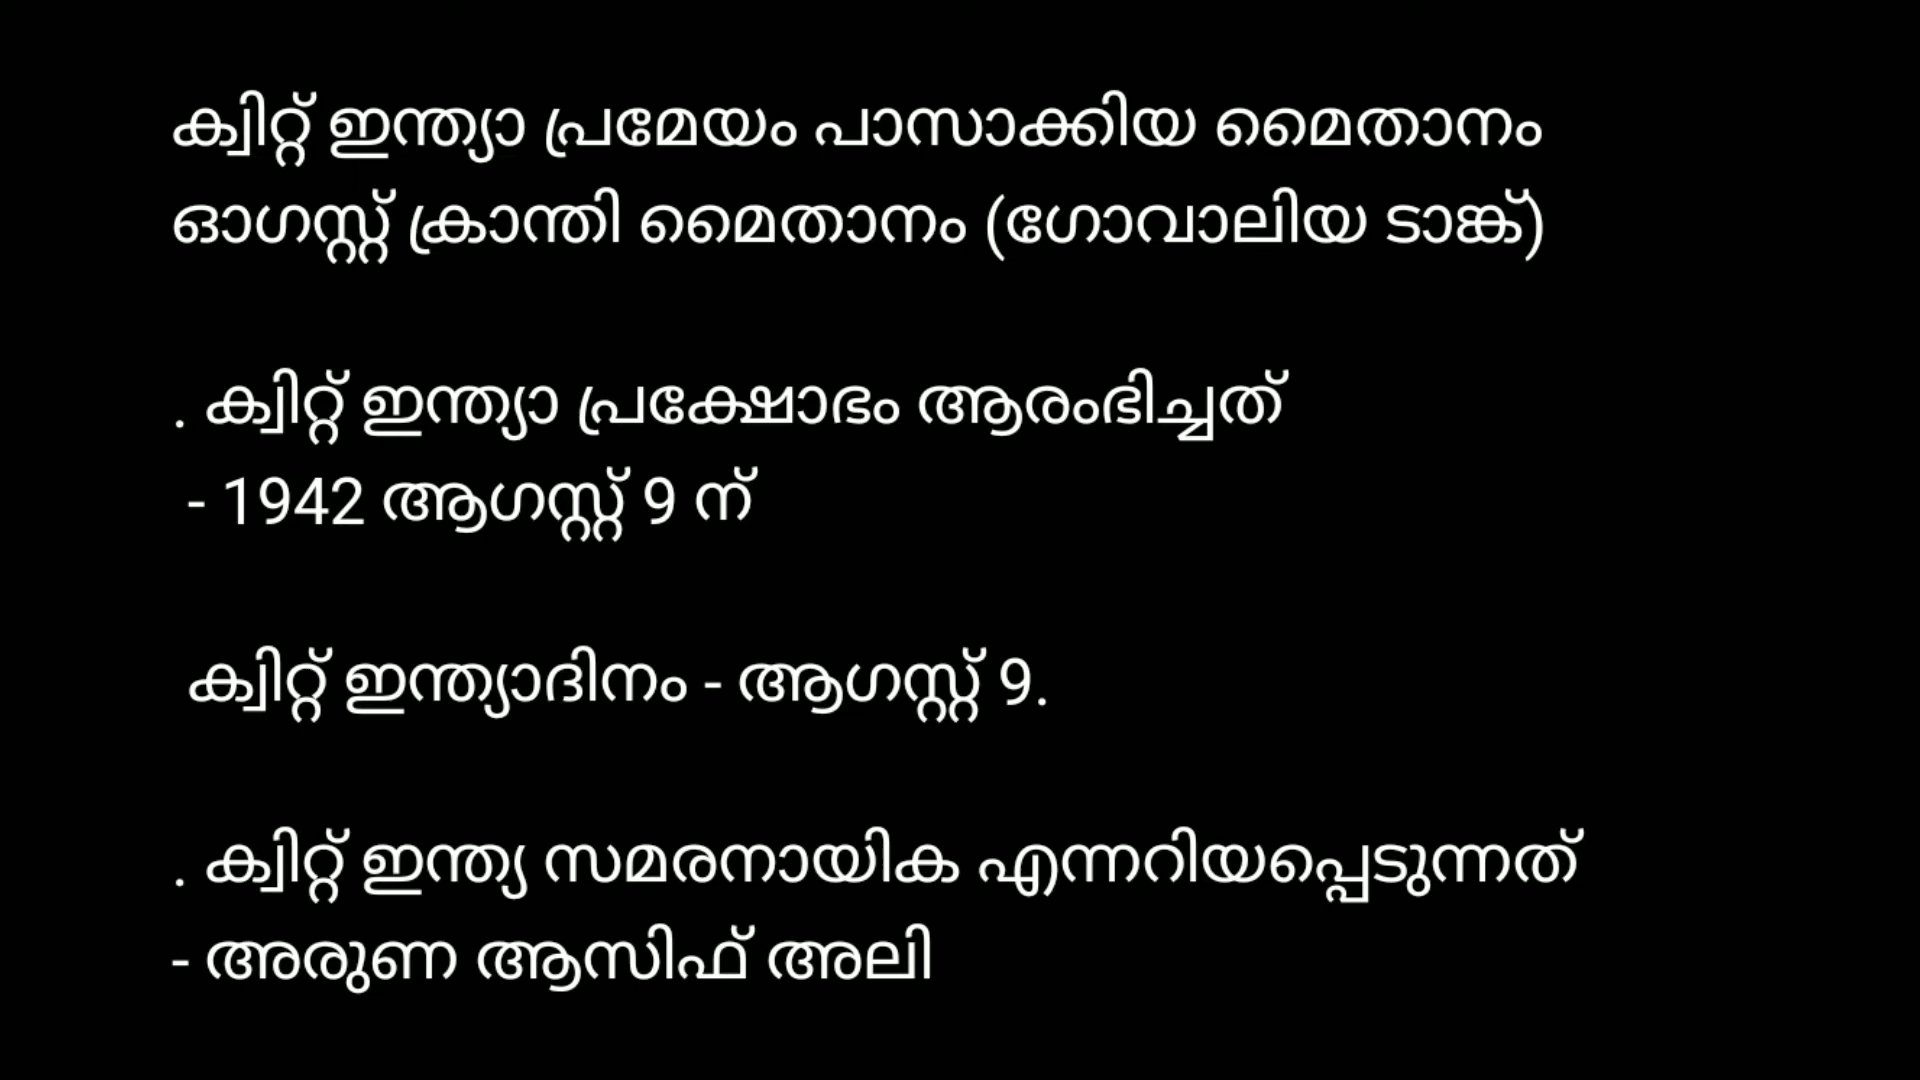 ക്വിറ്റ് ഇന്ത്യാ പ്രമേയം പാസാക്കിയ മൈതാനം
ഓഗസ്റ്റ് ക്രാന്തി മൈതാനം (ഗോവാലിയ ടാങ്ക്)
. ക്വിറ്റ് ഇന്ത്യാ പ്രക്ഷോഭം ആരംഭിച്ചത്
- 1942 ആഗസ്റ്റ് 9 ന്
ക്വിറ്റ് ഇന്ത്യാദിനം - ആഗസ്റ്റ് 9.
. ക്വിറ്റ് ഇന്ത്യ സമരനായിക എന്നറിയപ്പെടുന്നത്
- അരുണ ആസിഫ് അലി